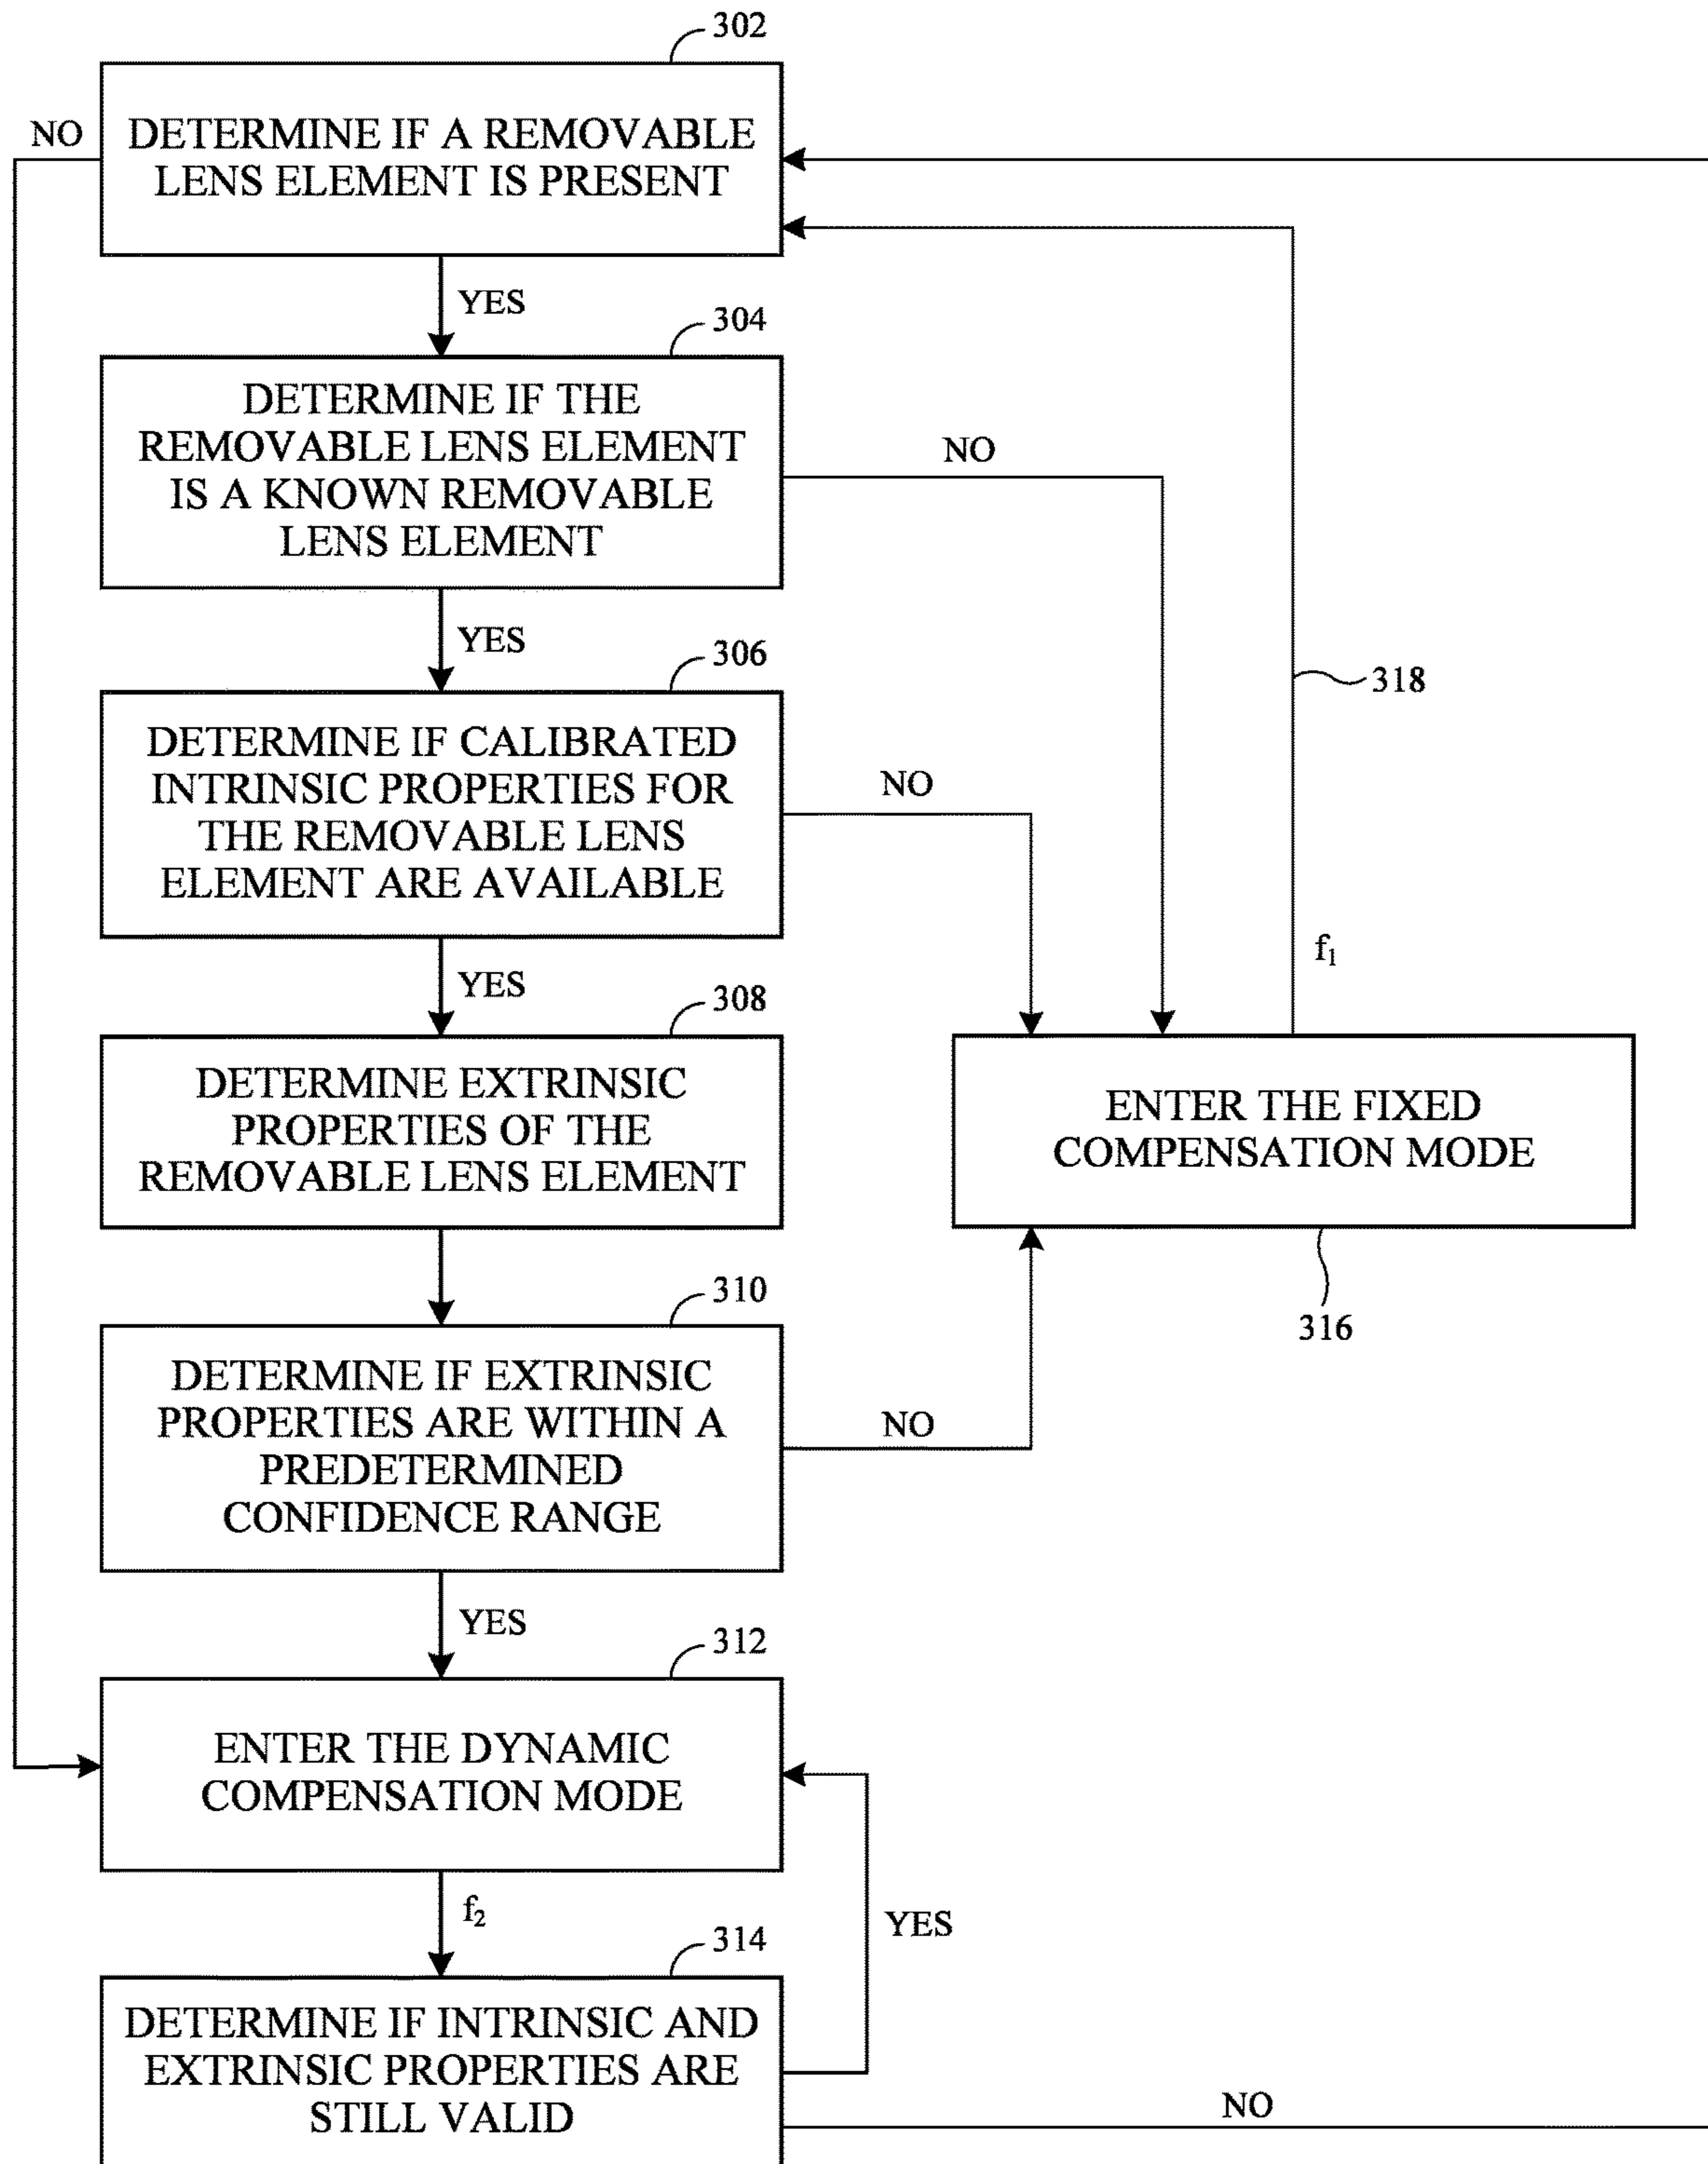 302
NO
DETERMINE IF A REMOVABLE
LENS ELEMENT IS PRESENT
YES
304
DETERMINE IF THE
REMOVABLE LENS ELEMENT
IS A KNOWN REMOVABLE
LENS ELEMENT
NO
YES
306
318
DETERMINE IF CALIBRATED
INTRINSIC PROPERTIES FOR
THE REMOVABLE LENS
ELEMENT ARE AVAILABLE
NO
f₁
YES
308
DETERMINE EXTRINSIC
PROPERTIES OF THE
REMOVABLE LENS ELEMENT
ENTER THE FIXED
COMPENSATION MODE
316
310
DETERMINE IF EXTRINSIC
PROPERTIES ARE WITHIN A
PREDETERMINED
CONFIDENCE RANGE
NO
YES
312
ENTER THE DYNAMIC
COMPENSATION MODE
f₂
YES
314
DETERMINE IF INTRINSIC AND
EXTRINSIC PROPERTIES ARE
STILL VALID
NO